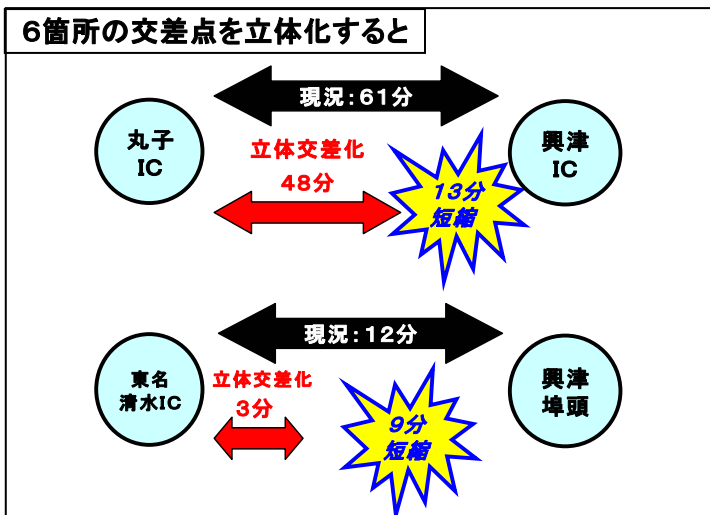 6箇所の交差点を立体化すると
現況:61分
丸子
IC
立体交差化
48分
13分
短縮
興津
IC
現況:12分
東名
清水IC
立体交差化
3分
9分
短縮
興津
埠頭